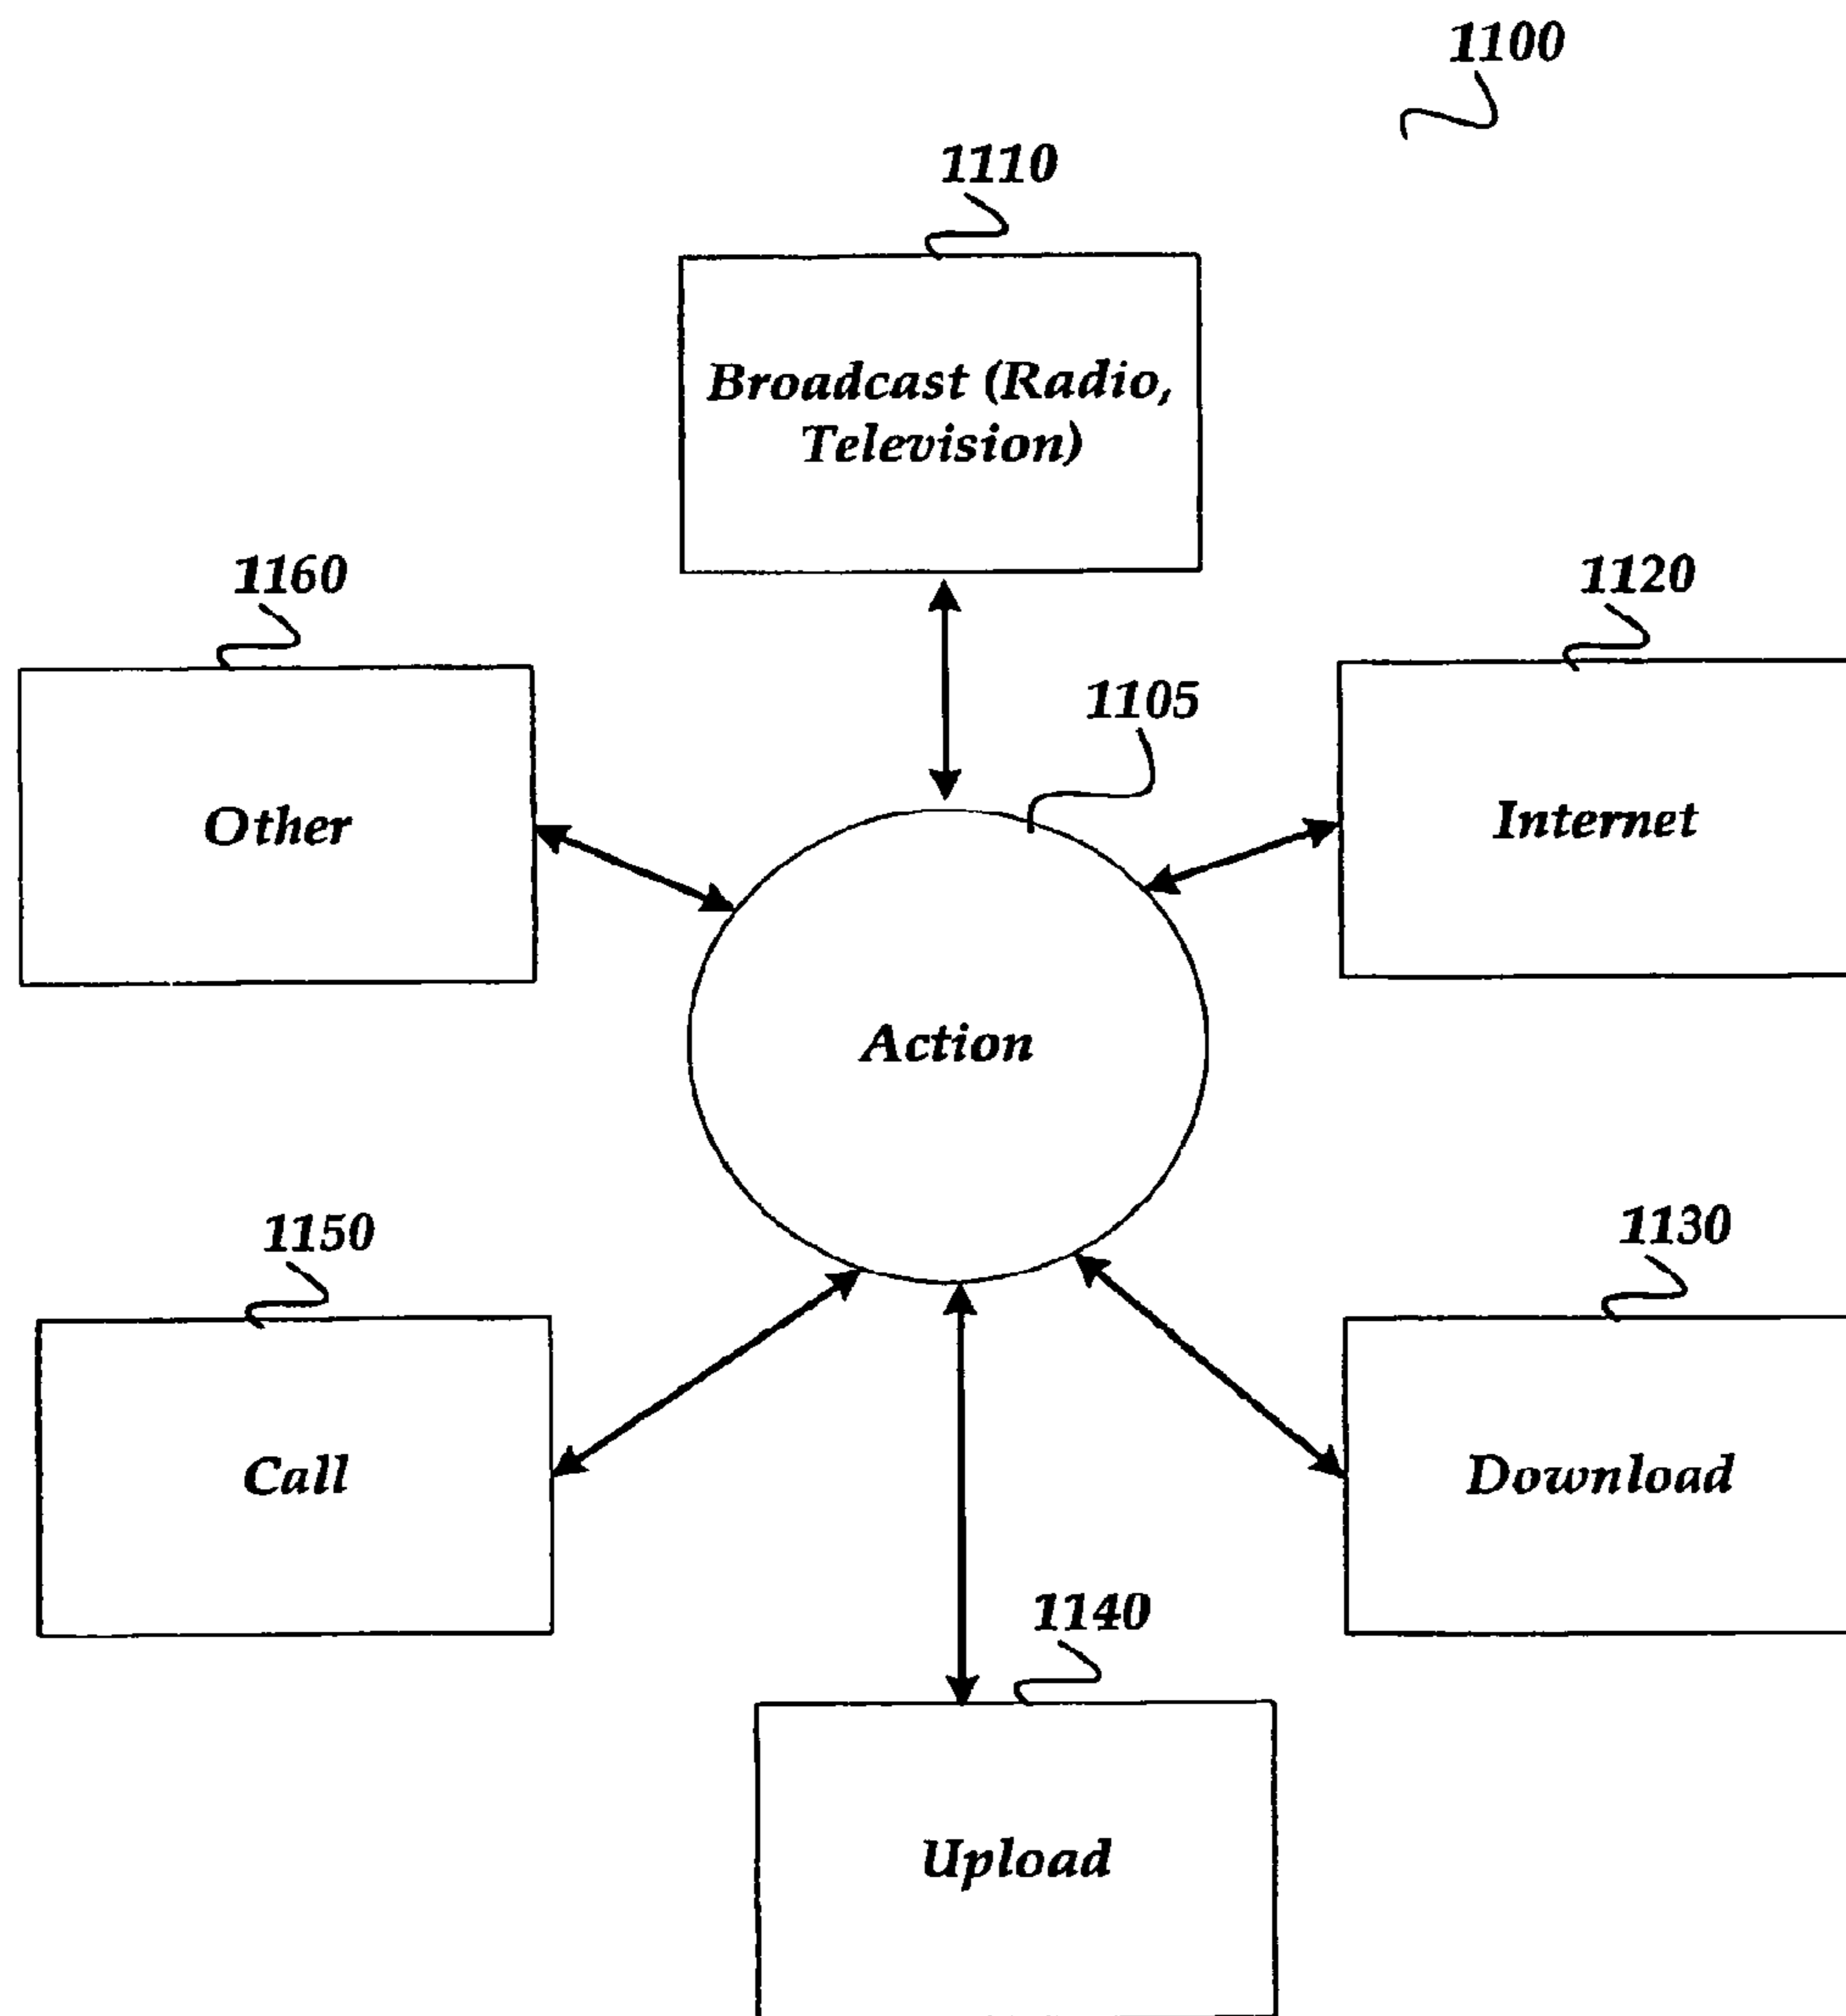 1100
1110
Broadcast (Radio,
Television)
1160
1120
1105
Other
Internet
Action
1150
1130
Call
Download
1140
Upload